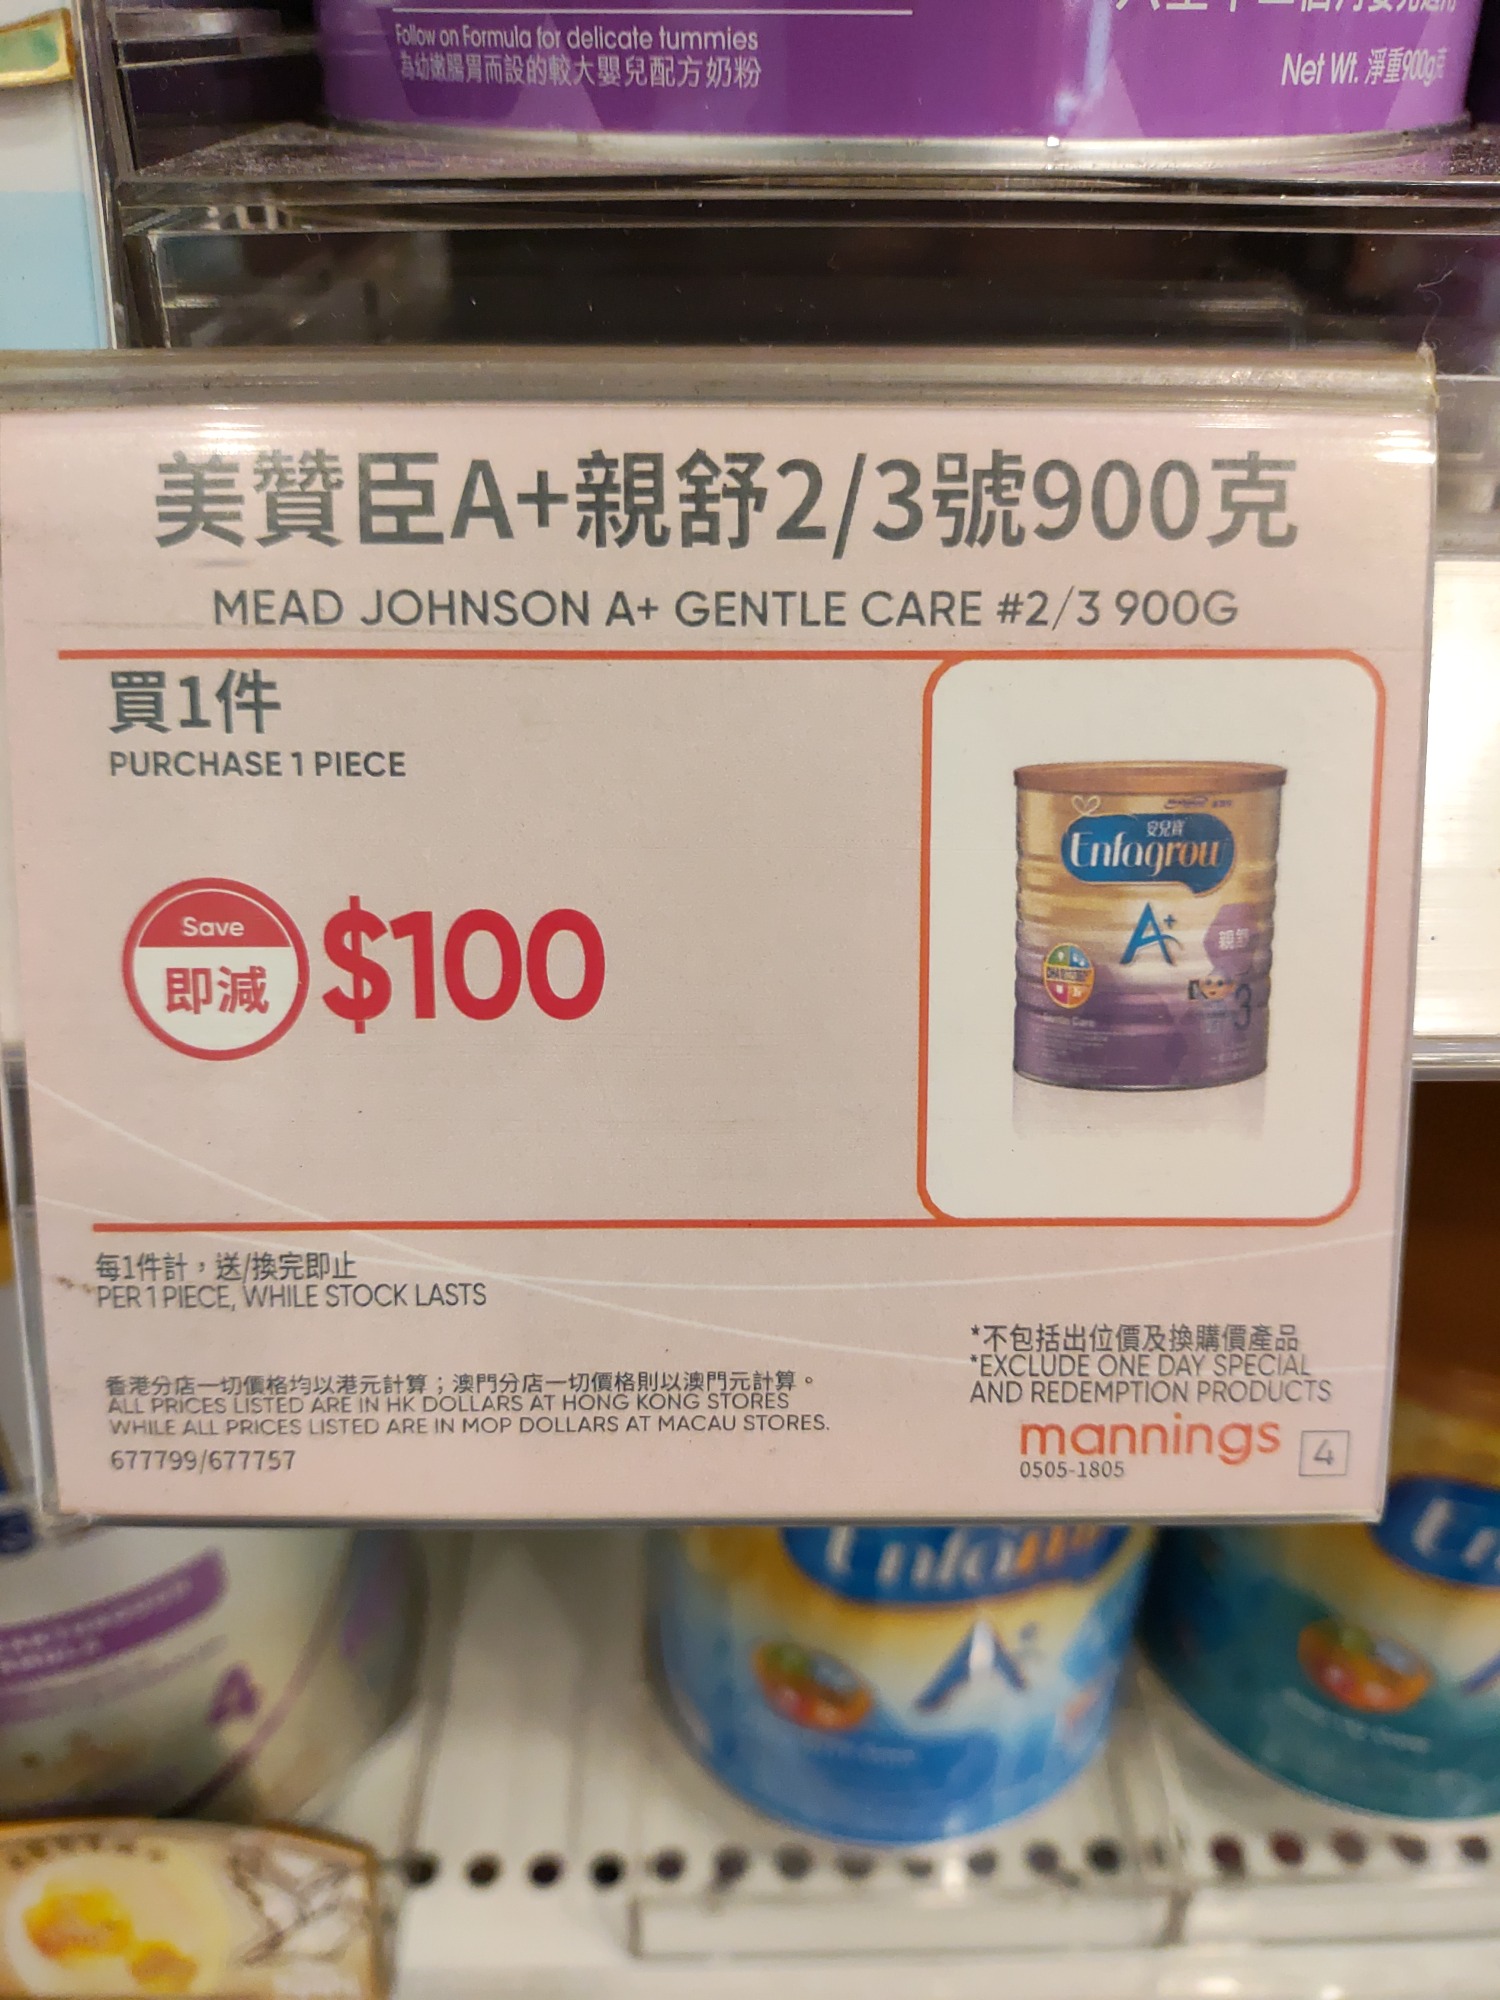 Follow on Formula for delicate tummies
為幼嫩腸胃而設的較大嬰兒配方奶粉
Net Wt. 淨重900g克
美贊臣A+親舒2/3號900克
MEAD JOHNSON A+ GENTLE CARE #2/3 900G
買1件
PURCHASE 1 PIECE
Save
即減
$100
安兒寶
Enfagrow
A+
親舒
3
Gentle Care
每1件計，送/換完即止
PER 1 PIECE, WHILE STOCK LASTS
*不包括出位價及換購價產品
*EXCLUDE ONE DAY SPECIAL
AND REDEMPTION PRODUCTS
香港分店一切價格均以港元計算；澳門分店一切價格則以澳門元計算。
ALL PRICES LISTED ARE IN HK DOLLARS AT HONG KONG STORES
WHILE ALL PRICES LISTED ARE IN MOP DOLLARS AT MACAU STORES.
677799/677757
mannings
0505-1805
4
A+
4